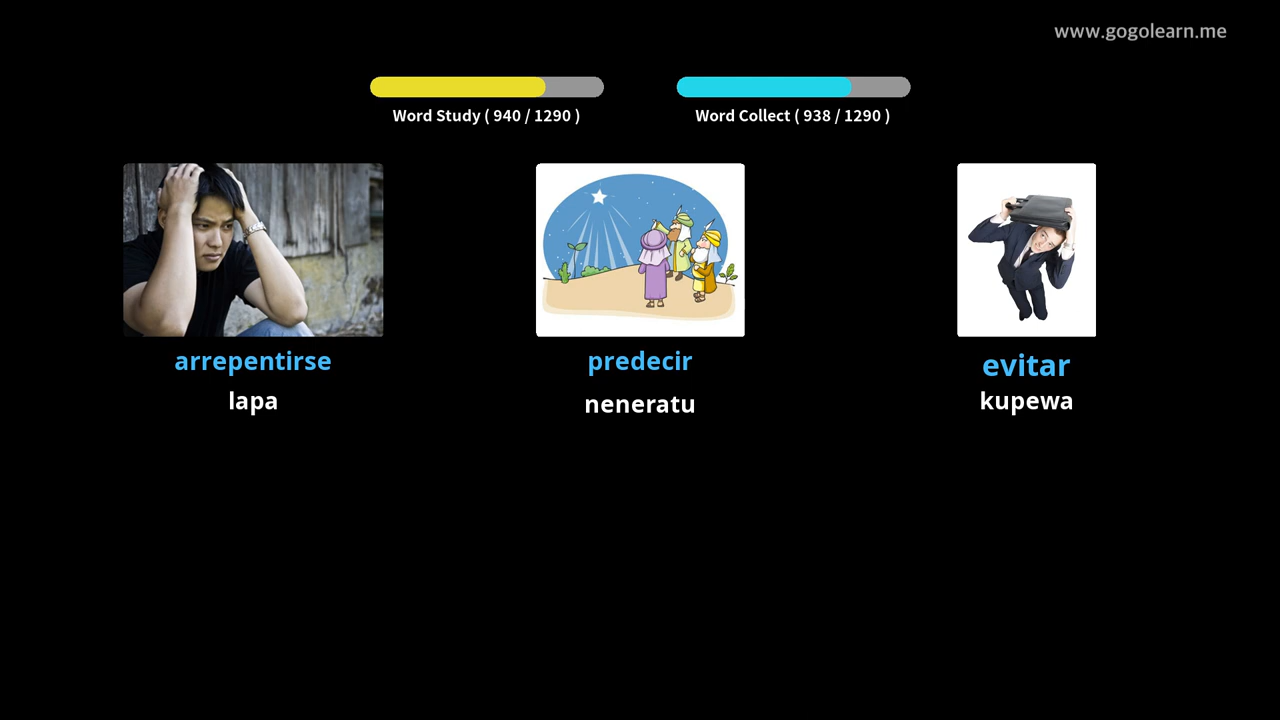 www.gogolearn.me
Word Study ( 940 / 1290 )
Word Collect ( 938 / 1290 )
arrepentirse
lapa
predecir
neneratu
evitar
kupewa